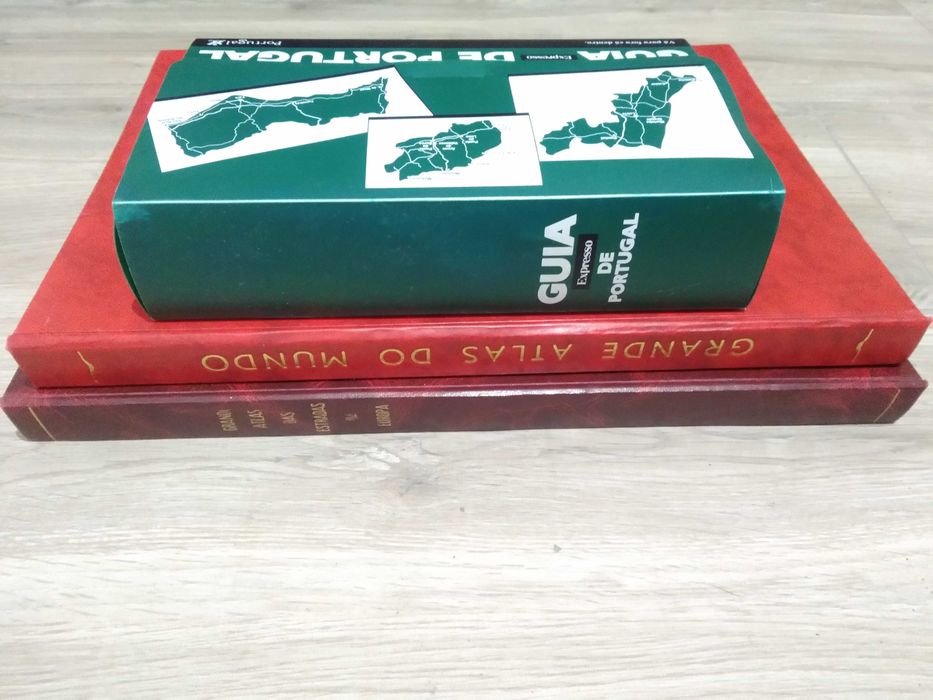 Vá para fora cá dentro.
Portugal
GUIA
Expresso
DE PORTUGAL
GUIA
Expresso
DE
PORTUGAL
GRANDE ATLAS DO MUNDO
GRANDE
ATLAS
DAS
ESTRADAS
DA
EUROPA